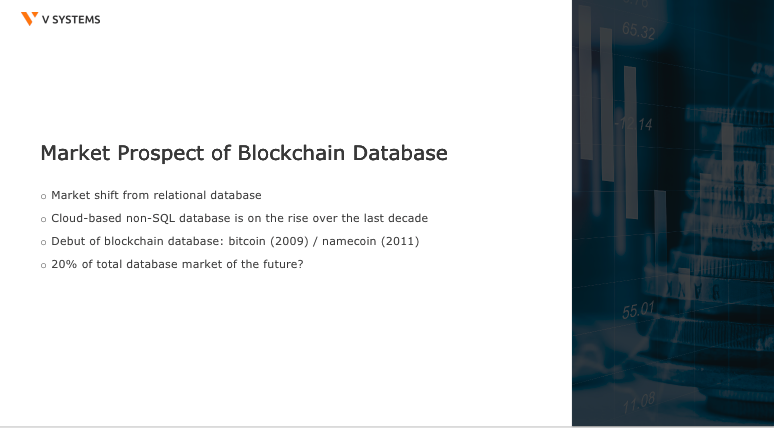 V SYSTEMS
Market Prospect of Blockchain Database
Market shift from relational database
Cloud-based non-SQL database is on the rise over the last decade
Debut of blockchain database: bitcoin (2009) / namecoin (2011)
20% of total database market of the future?
65.32
55.01
11.08